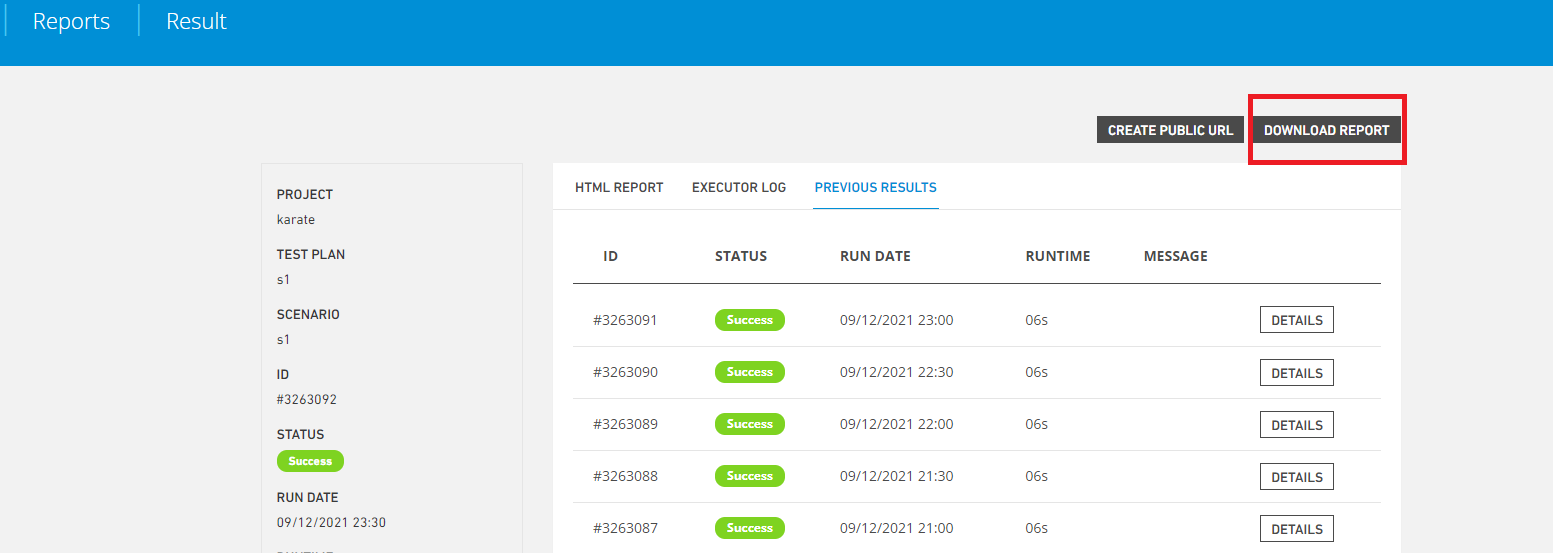 Reports Result
CREATE PUBLIC URL DOWNLOAD REPORT
PROJECT
karate
TEST PLAN
s1
SCENARIO
s1
ID
#3263092
STATUS
Success
RUN DATE
09/12/2021 23:30
HTML REPORT EXECUTOR LOG PREVIOUS RESULTS
ID STATUS RUN DATE RUNTIME MESSAGE
#3263091 Success 09/12/2021 23:00 06s DETAILS
#3263090 Success 09/12/2021 22:30 06s DETAILS
#3263089 Success 09/12/2021 22:00 06s DETAILS
#3263088 Success 09/12/2021 21:30 06s DETAILS
#3263087 Success 09/12/2021 21:00 06s DETAILS